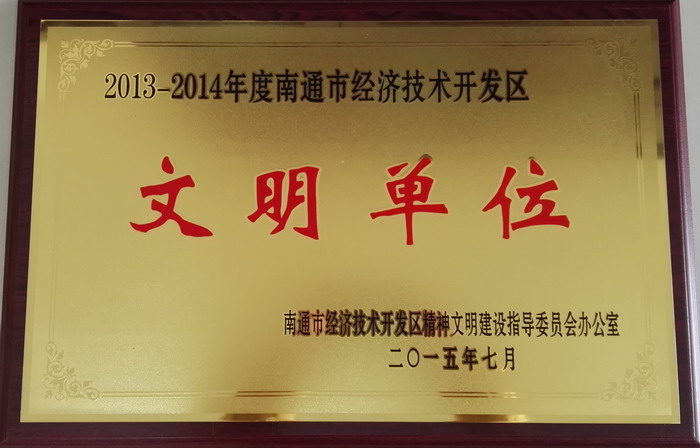 2013-2014年度南通市经济技术开发区
文明单位
南通市经济技术开发区精神文明建设指导委员会办公室
二〇一五年七月